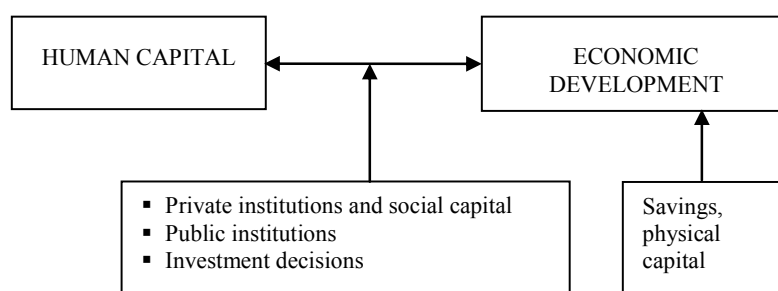 HUMAN CAPITAL
ECONOMIC
DEVELOPMENT
▪ Private institutions and social capital
▪ Public institutions
▪ Investment decisions
Savings,
physical
capital